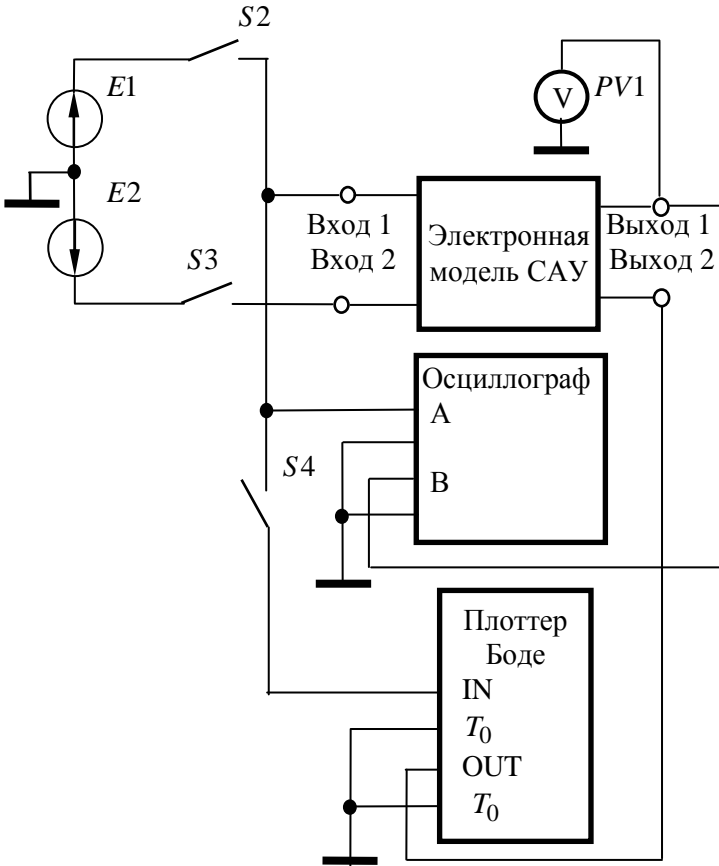 S2
E1
V
PV1
E2
Вход 1
Вход 2
Электронная
модель САУ
Выход 1
Выход 2
S3
Осциллограф
A
S4
B
Плоттер
Боде
IN
T0
OUT
T0